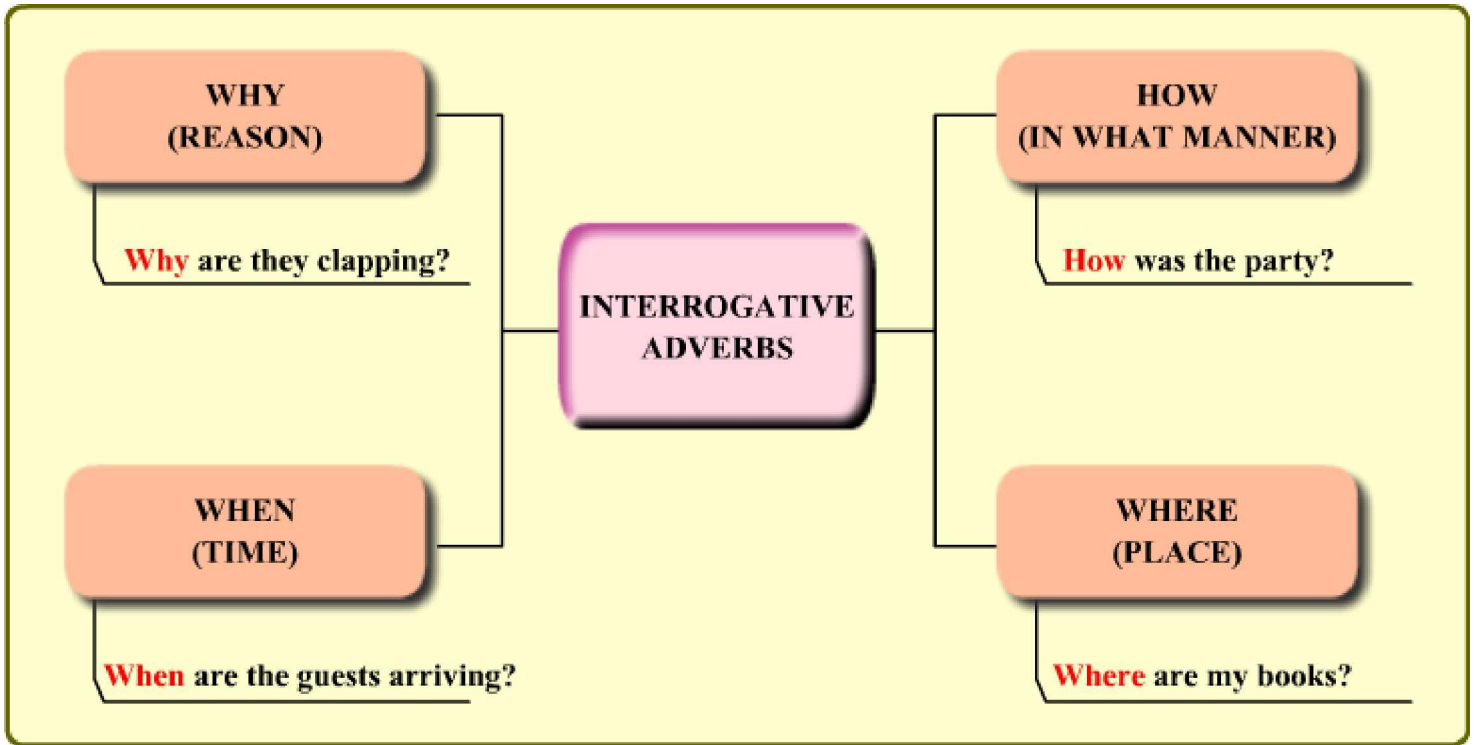 WHY
(REASON)
Why are they clapping?
HOW
(IN WHAT MANNER)
How was the party?
INTERROGATIVE
ADVERBS
WHEN
(TIME)
When are the guests arriving?
WHERE
(PLACE)
Where are my books?